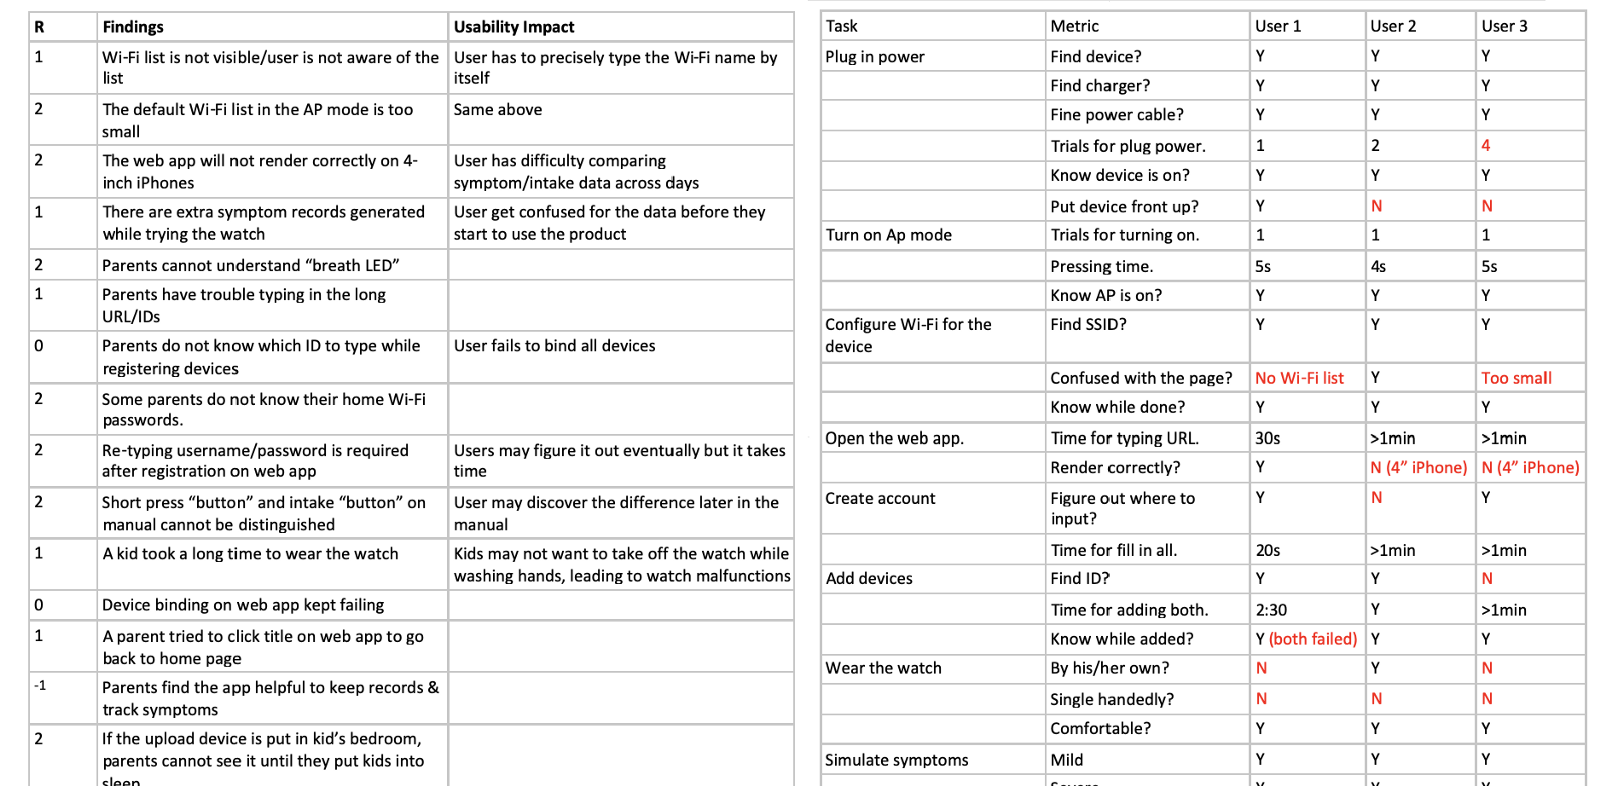 R Findings Usability Impact
1 Wi-Fi list is not visible/user is not aware of the User has to precisely type the Wi-Fi name by
list itself
2 The default Wi-Fi list in the AP mode is too Same above
small
2 The web app will not render correctly on 4- User has difficulty comparing
inch iPhones symptom/intake data across days
1 There are extra symptom records generated User get confused for the data before they
while trying the watch start to use the product
2 Parents cannot understand “breath LED”
1 Parents have trouble typing in the long
URL/IDs
0 Parents do not know which ID to type while User fails to bind all devices
registering devices
2 Some parents do not know their home Wi-Fi
passwords.
2 Re-typing username/password is required Users may figure it out eventually but it takes
after registration on web app time
2 Short press “button” and intake “button” on User may discover the difference later in the
manual cannot be distinguished manual
1 A kid took a long time to wear the watch Kids may not want to take off the watch while
washing hands, leading to watch malfunctions
0 Device binding on web app kept failing
1 A parent tried to click title on web app to go
back to home page
-1 Parents find the app helpful to keep records &
track symptoms
2 If the upload device is put in kid’s bedroom,
parents cannot see it until they put kids into
sleep
Task Metric User 1 User 2 User 3
Plug in power Find device? Y Y Y
Find charger? Y Y Y
Fine power cable? Y Y Y
Trials for plug power. 1 2 4
Know device is on? Y Y Y
Put device front up? Y N N
Turn on Ap mode Trials for turning on. 1 1 1
Pressing time. 5s 4s 5s
Know AP is on? Y Y Y
Configure Wi-Fi for the Find SSID? Y Y Y
device
Confused with the page? No Wi-Fi list Y Too small
Know while done? Y Y Y
Open the web app. Time for typing URL. 30s >1min >1min
Render correctly? Y N (4” iPhone) N (4” iPhone)
Create account Figure out where to Y N Y
input?
Time for fill in all. 20s >1min >1min
Add devices Find ID? Y Y N
Time for adding both. 2:30 Y >1min
Know while added? Y (both failed) Y Y
Wear the watch By his/her own? N Y N
Single handedly? N N N
Comfortable? Y Y Y
Simulate symptoms Mild Y Y Y
Severe Y Y Y